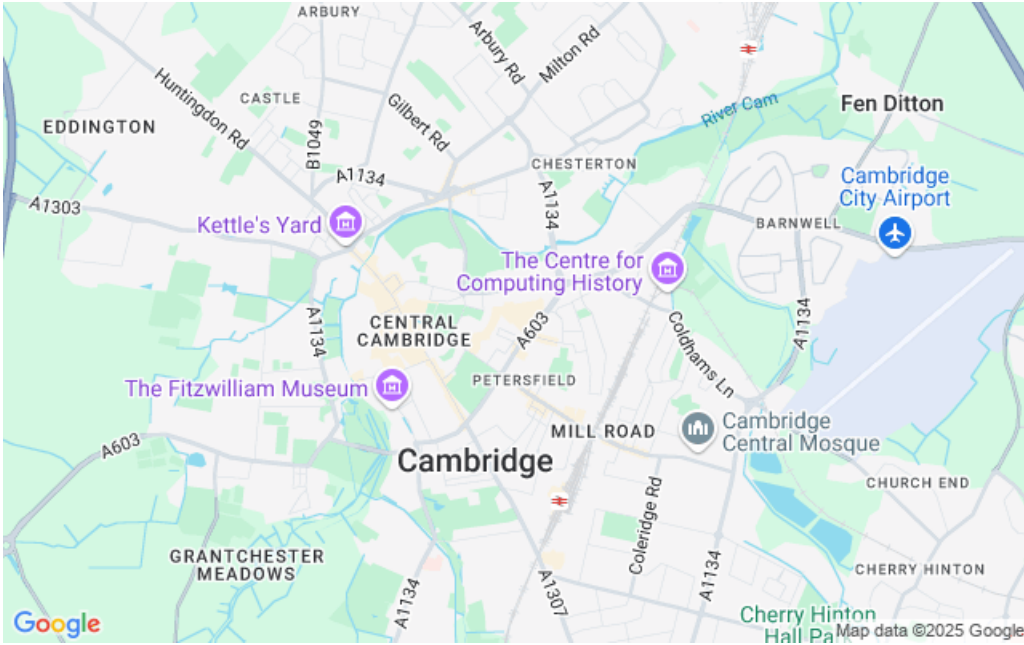 ARBURY
Arbury Rd
Milton Rd
Huntingdon Rd
CASTLE
Gilbert Rd
River Cam
Fen Ditton
EDDINGTON
B1049
A1134
CHESTERTON
Cambridge
City Airport
A1303
A1134
Kettle's Yard
BARNWELL
The Centre for
Computing History
A1134
CENTRAL
CAMBRIDGE
A603
Coldhams Ln
A1134
The Fitzwilliam Museum
PETERSFIELD
A603
MILL ROAD
Cambridge
Central Mosque
Cambridge
CHURCH END
Coleridge Rd
GRANTCHESTER
MEADOWS
A1134
A1307
A1134
CHERRY HINTON
Cherry Hinton
Hall Park
Google
Map data ©2025 Google